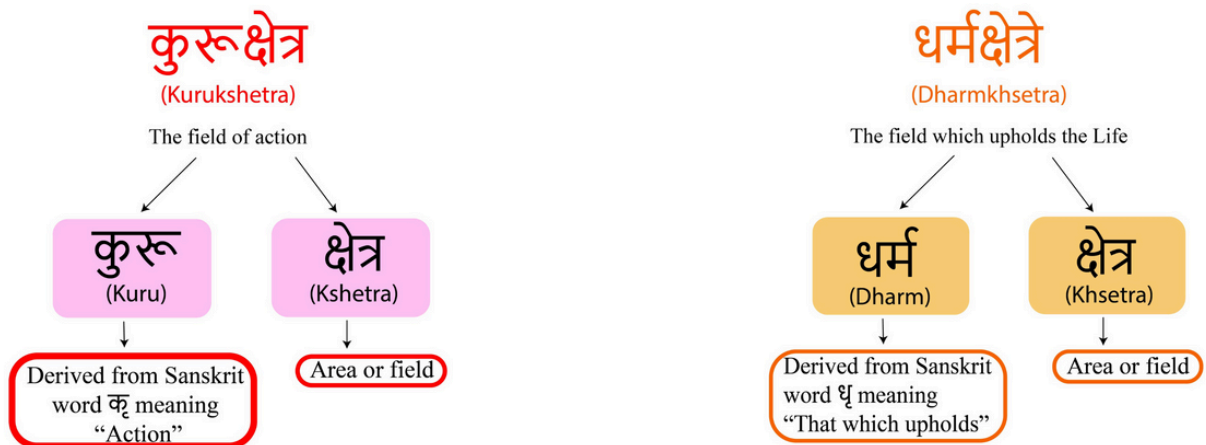 कुरूक्षेत्र
(Kurukshetra)
The field of action
कुरू
(Kuru)
क्षेत्र
(Kshetra)
Derived from Sanskrit
word कृ meaning
“Action”
Area or field
धर्मक्षेत्रे
(Dharmkhsetra)
The field which upholds the Life
धर्म
(Dharm)
क्षेत्र
(Khsetra)
Derived from Sanskrit
word धृ meaning
“That which upholds”
Area or field